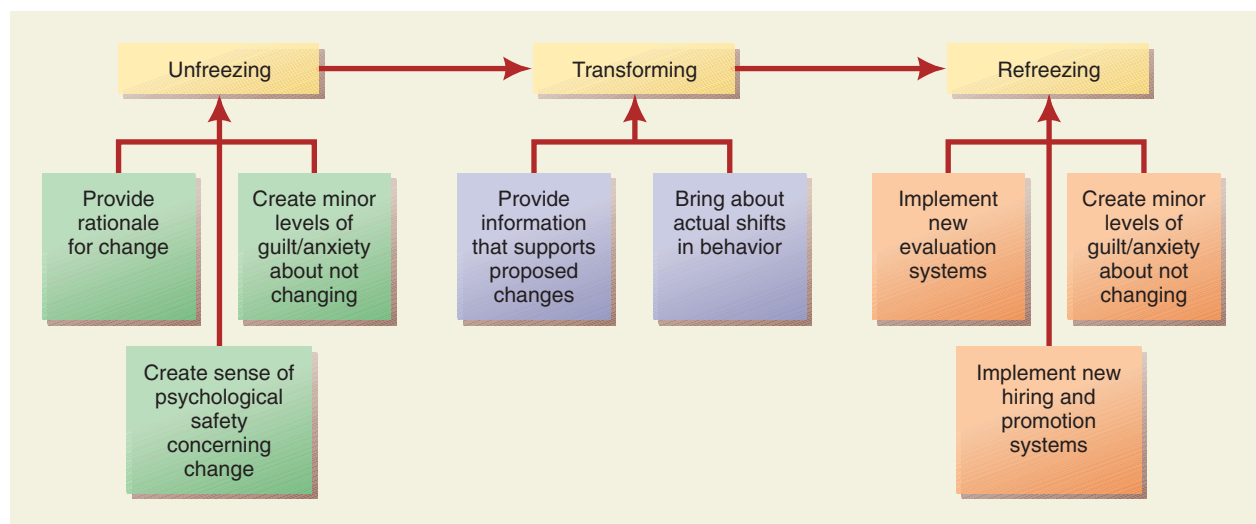 Unfreezing
Transforming
Refreezing
Provide
rationale
for change
Create minor
levels of
guilt/anxiety
about not
changing
Create sense of
psychological
safety
concerning
change
Provide
information
that supports
proposed
changes
Bring about
actual shifts
in behavior
Implement
new
evaluation
systems
Create minor
levels of
guilt/anxiety
about not
changing
Implement new
hiring and
promotion
systems